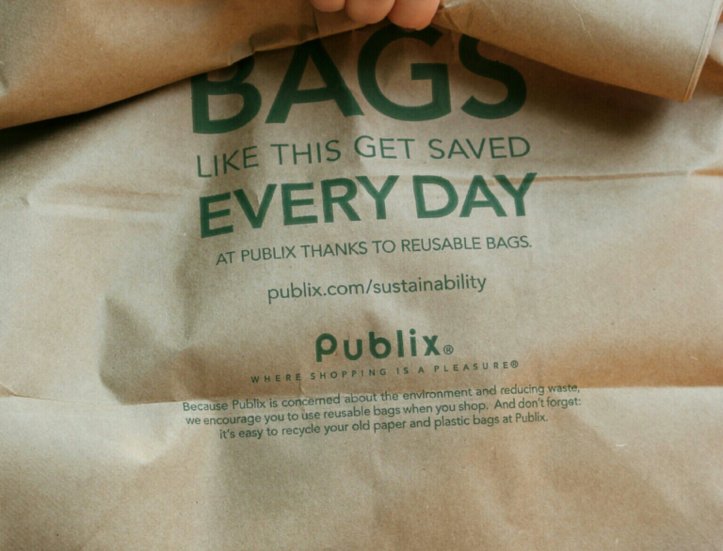 BAGS
LIKE THIS GET SAVED
EVERY DAY
AT PUBLIX THANKS TO REUSABLE BAGS.
publix.com/sustainability
Publix®
WHERE SHOPPING IS A PLEASURE®
Because Publix is concerned about the environment and reducing waste,
we encourage you to use reusable bags when you shop. And don't forget:
it's easy to recycle your old paper and plastic bags at Publix.